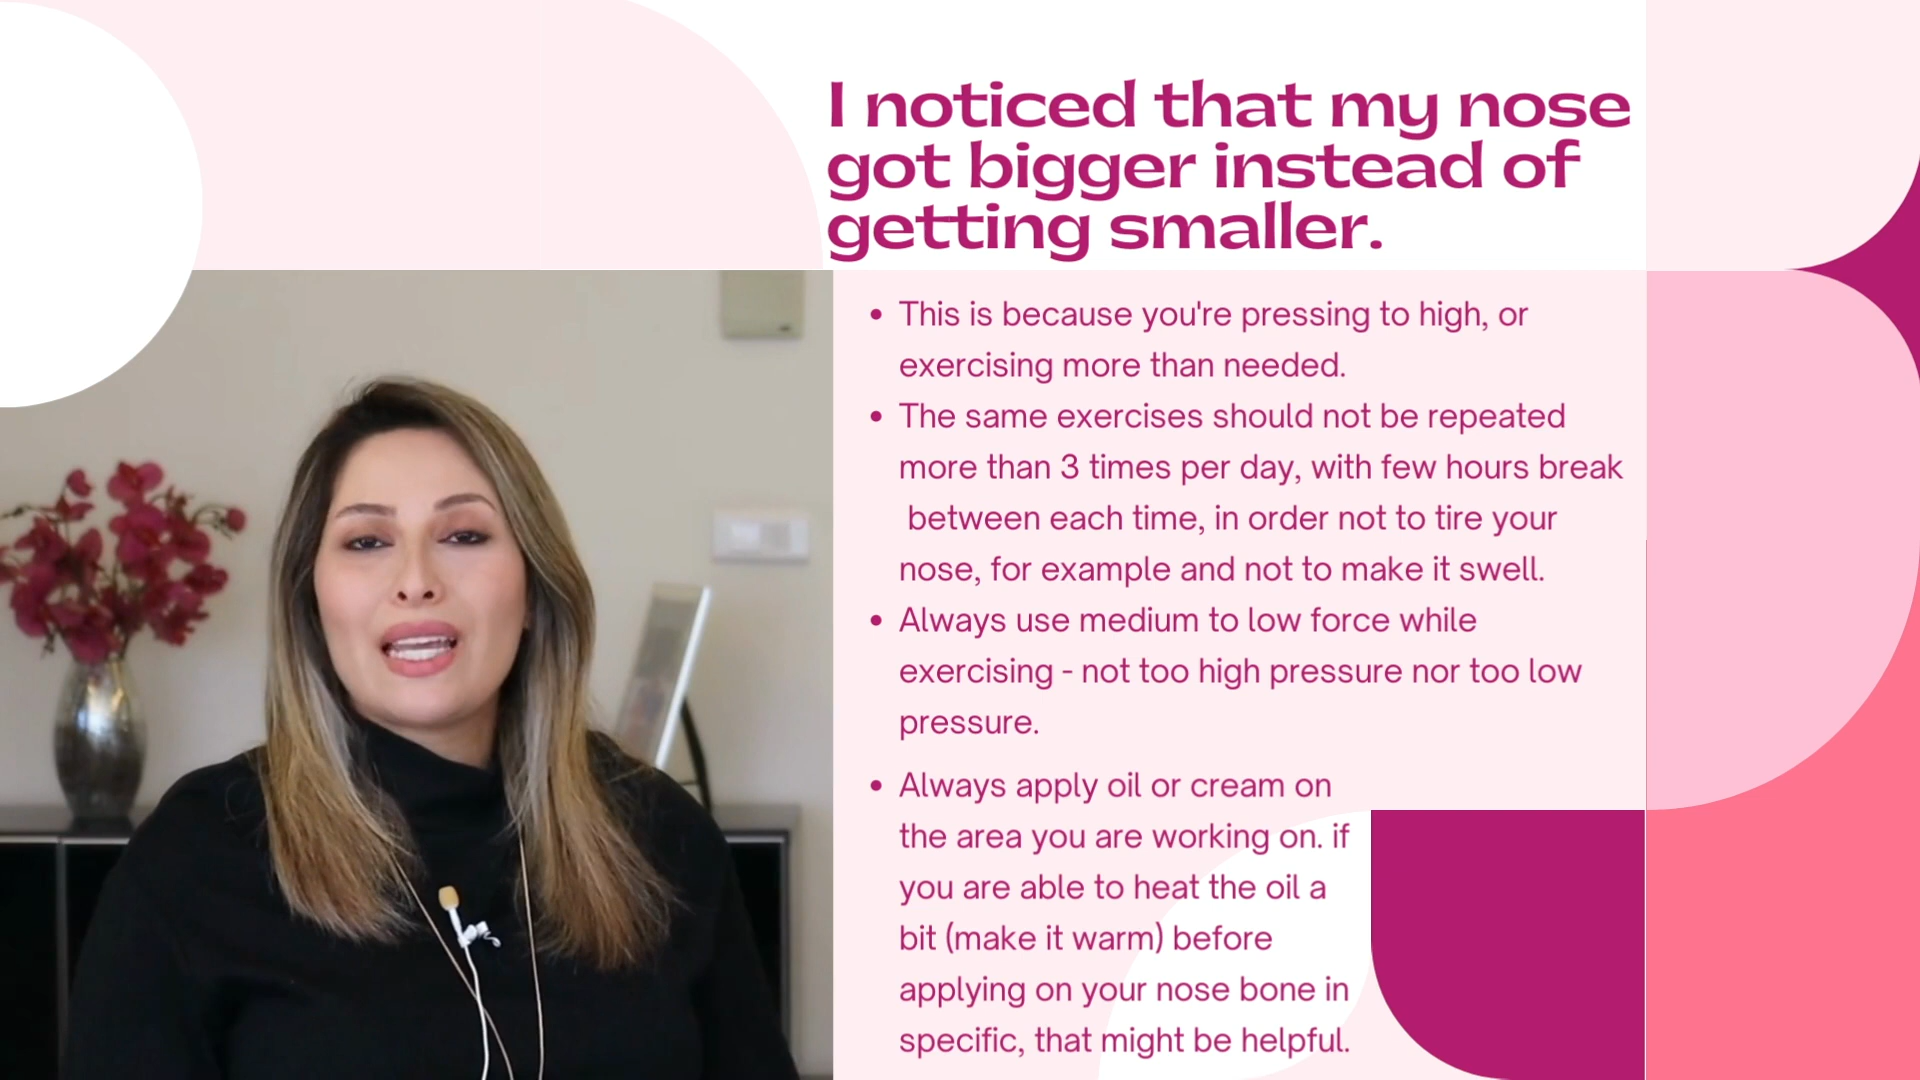 I noticed that my nose
got bigger instead of
getting smaller.
• This is because you're pressing to high, or
exercising more than needed.
• The same exercises should not be repeated
more than 3 times per day, with few hours break
between each time, in order not to tire your
nose, for example and not to make it swell.
• Always use medium to low force while
exercising - not too high pressure nor too low
pressure.
• Always apply oil or cream on
the area you are working on. if
you are able to heat the oil a
bit (make it warm) before
applying on your nose bone in
specific, that might be helpful.